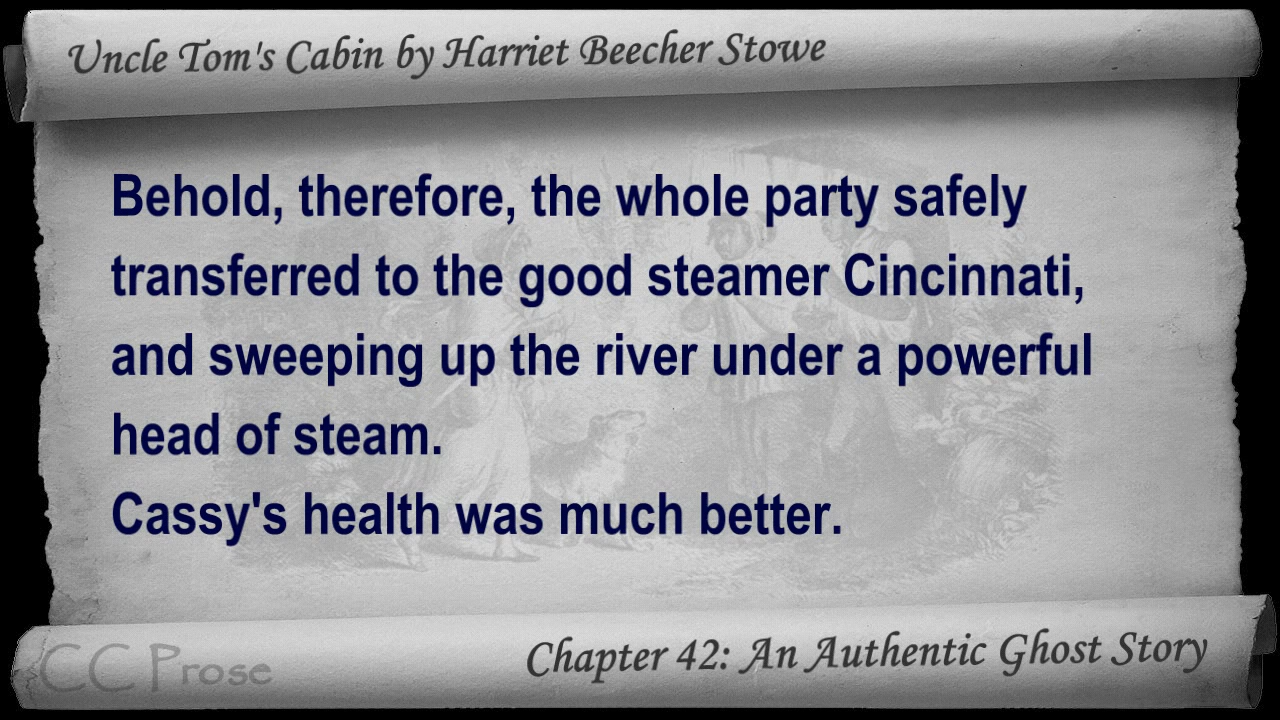 Uncle Tom's Cabin by Harriet Beecher Stowe
Behold, therefore, the whole party safely
transferred to the good steamer Cincinnati,
and sweeping up the river under a powerful
head of steam.
Cassy's health was much better.
CC Prose
Chapter 42: An Authentic Ghost Story